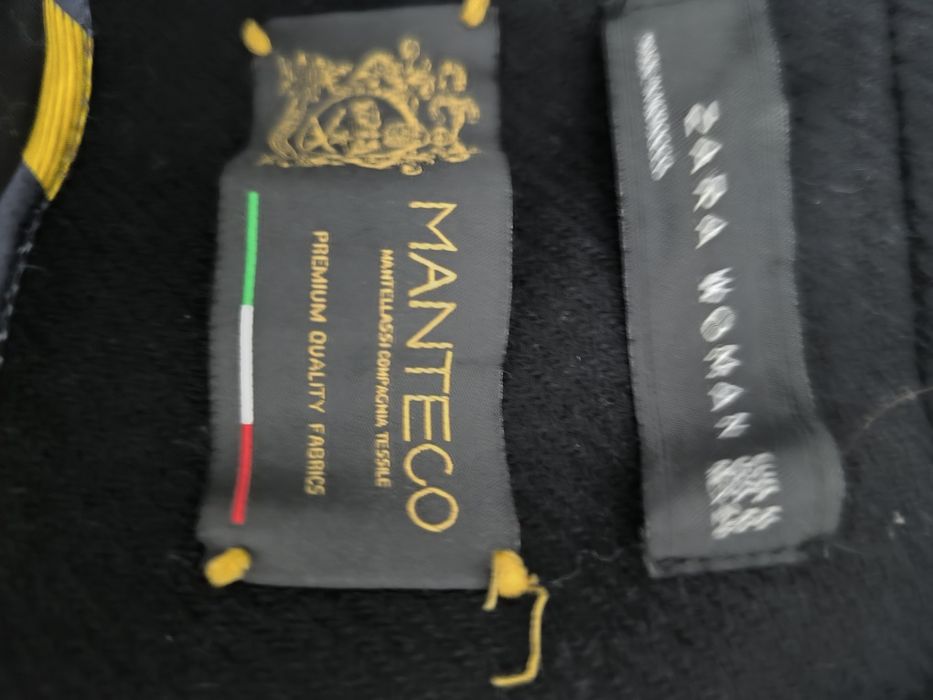 MANTECO
MANTELLASSI COMPAGNIA TESSILE
PREMIUM QUALITY FABRICS
ZARA WOMAN